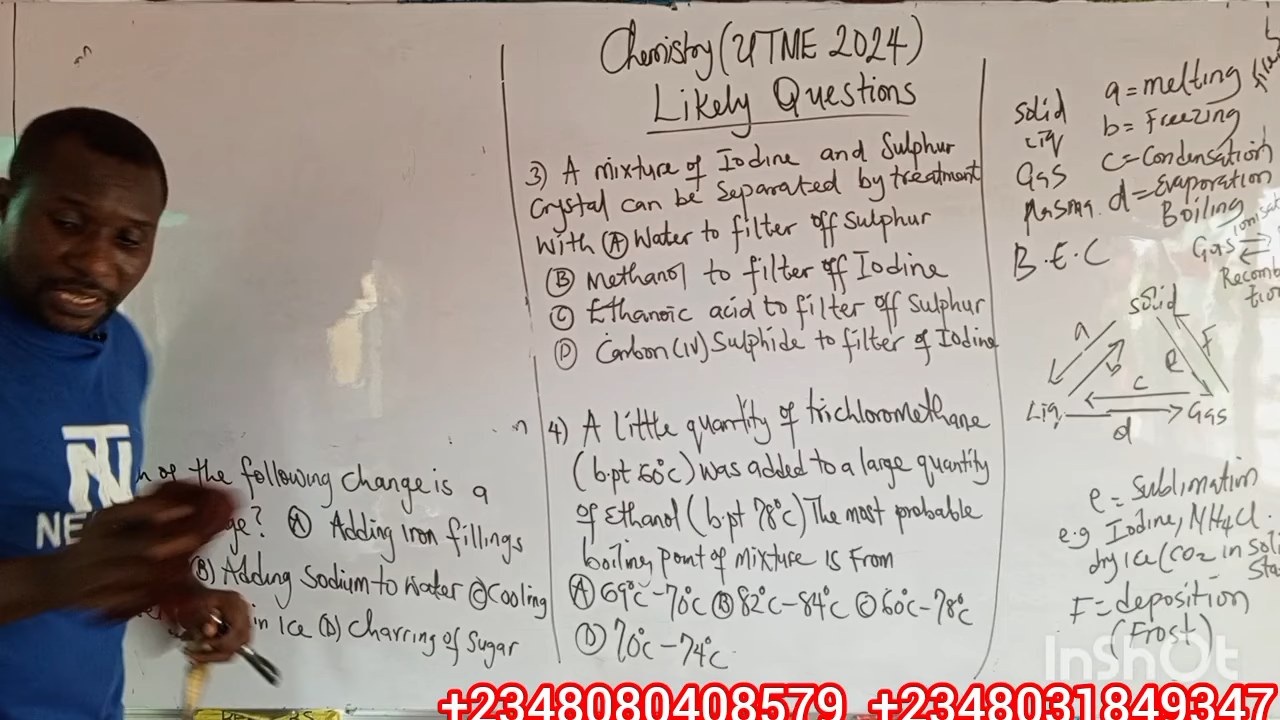 Chemistry (UTME 2024)
Likely Questions
3) A mixture of Iodine and Sulphur
Crystal can be separated by treatment
With (A) Water to filter off Sulphur
(B) Methanol to filter off Iodine
(C) Ethanoic acid to filter off Sulphur
(D) Carbon (IV) Sulphide to filter of Iodine
4) A little quantity of trichloromethane
(b.pt 60°c) was added to a large quantity
of Ethanol (b.pt 78°c) The most probable
boiling point of mixture is From
(A) 69°c-70°c (B) 82°c-84°c (C) 60°c-78°c
(D) 70°c-74°c
of the following change is a
? (A) Adding Iron fillings
(B) Adding Sodium to Water (C) Cooling
in Ice (D) Charring of Sugar
NE
Solid
Liq
Gas
Plasma
B.E.C
a = melting
b = Freezing
c = Condensation
d = Evaporation
Boiling
Gas
Solid
a
b
c
d
e
F
Liq
Gas
e = Sublimation
e.g Iodine, NH4Cl.
dry ice (CO2 in
F = deposition
(Frost)
InShOt
+2348080408579 +2348031849347